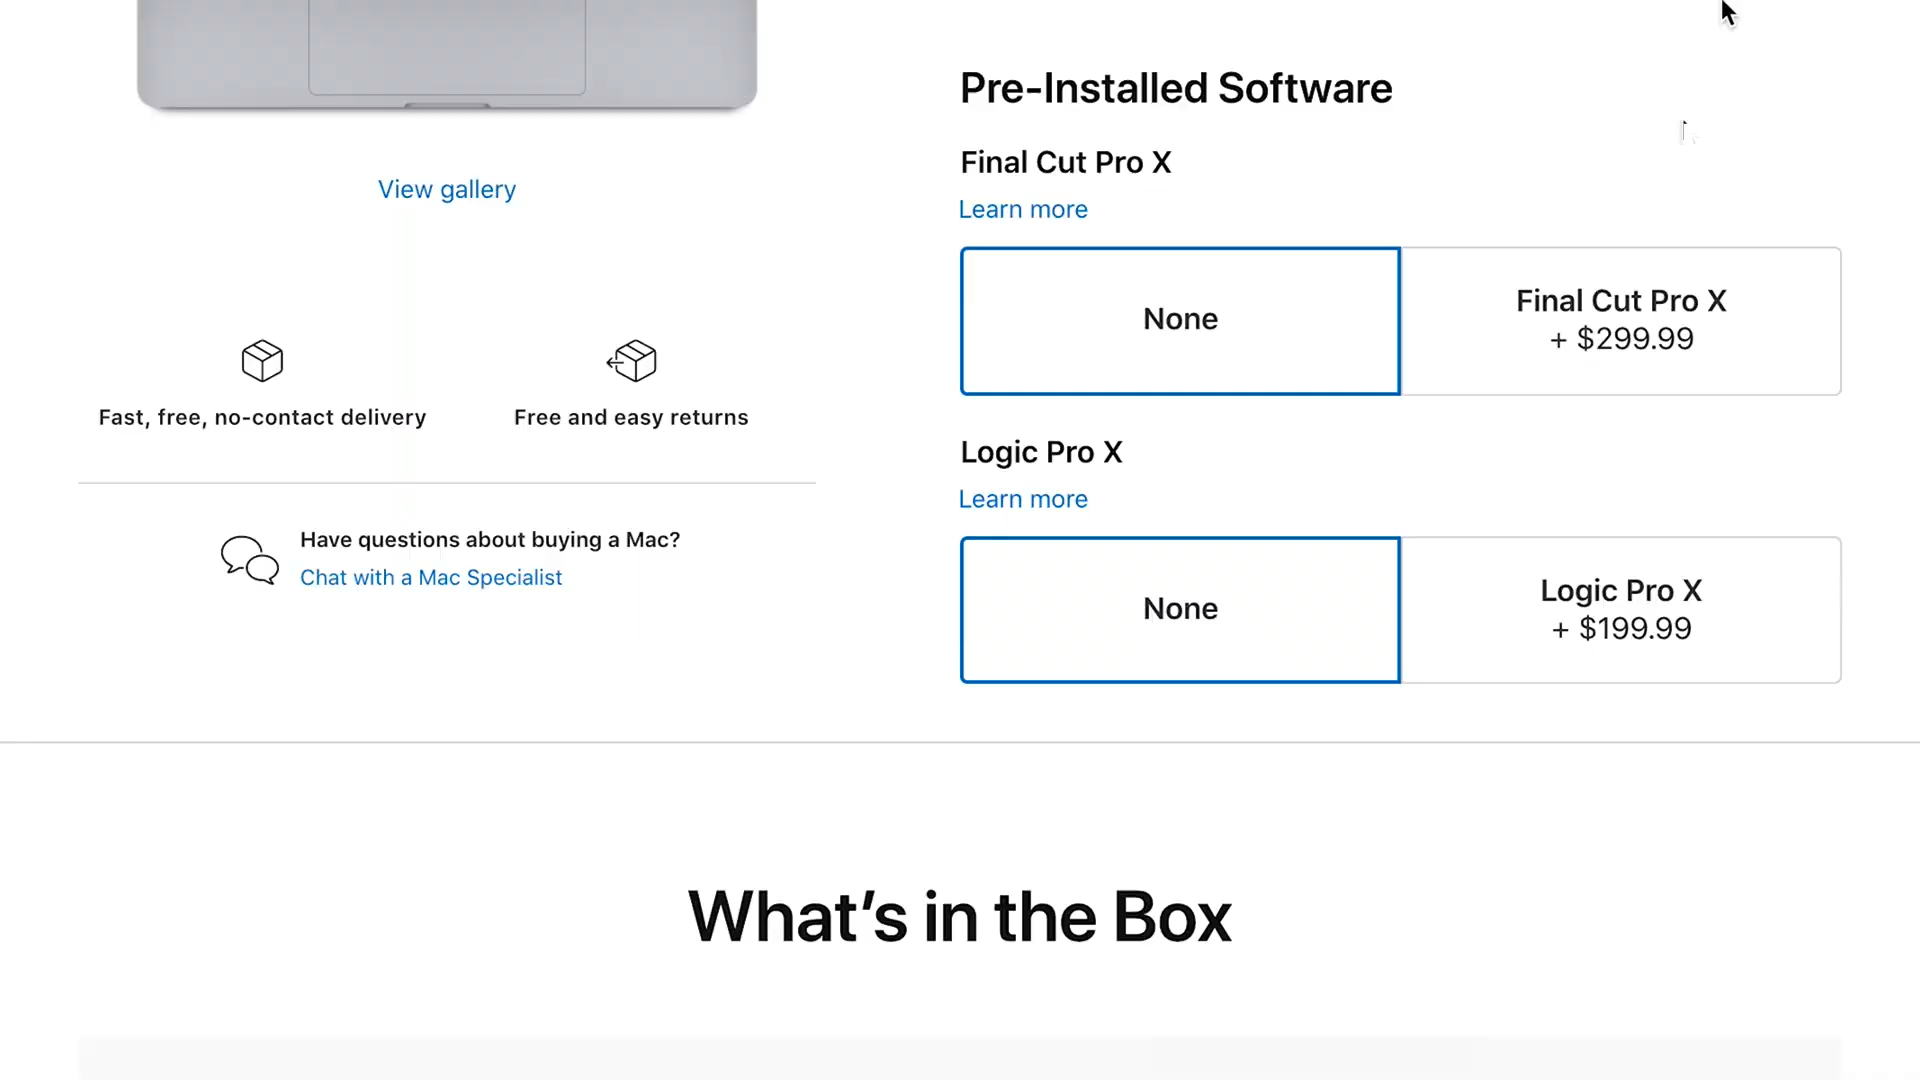 View gallery
Fast, free, no-contact delivery
Free and easy returns
Have questions about buying a Mac?
Chat with a Mac Specialist
Pre-Installed Software
Final Cut Pro X
Learn more
None
Final Cut Pro X
+ $299.99
Logic Pro X
Learn more
None
Logic Pro X
+ $199.99
What’s in the Box